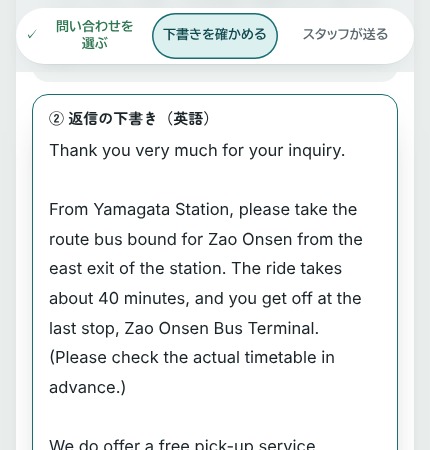 ✓ 問い合わせを
選ぶ
下書きを確かめる
スタッフが送る
② 返信の下書き（英語）
Thank you very much for your inquiry.
From Yamagata Station, please take the
route bus bound for Zao Onsen from the
east exit of the station. The ride takes
about 40 minutes, and you get off at the
last stop, Zao Onsen Bus Terminal.
(Please check the actual timetable in
advance.)
We do offer a free pick-up service